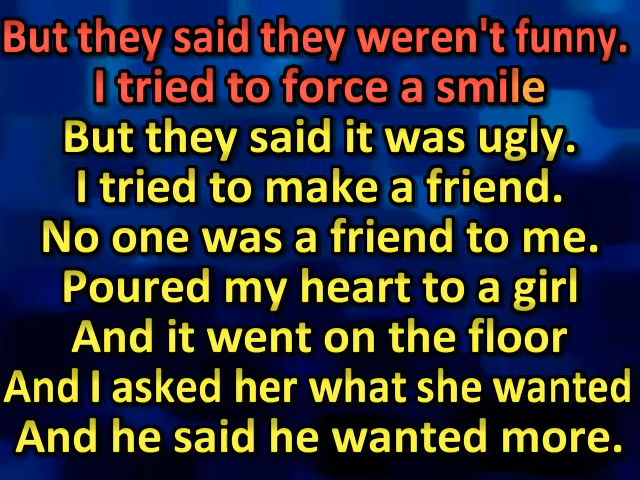 But they said they weren't funny.
I tried to force a smile
But they said it was ugly.
I tried to make a friend.
No one was a friend to me.
Poured my heart to a girl
And it went on the floor
And I asked her what she wanted
And he said he wanted more.